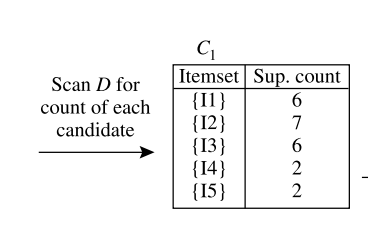 C1
Scan D for
count of each
candidate
Itemset Sup. count
{I1} 6
{I2} 7
{I3} 6
{I4} 2
{I5} 2